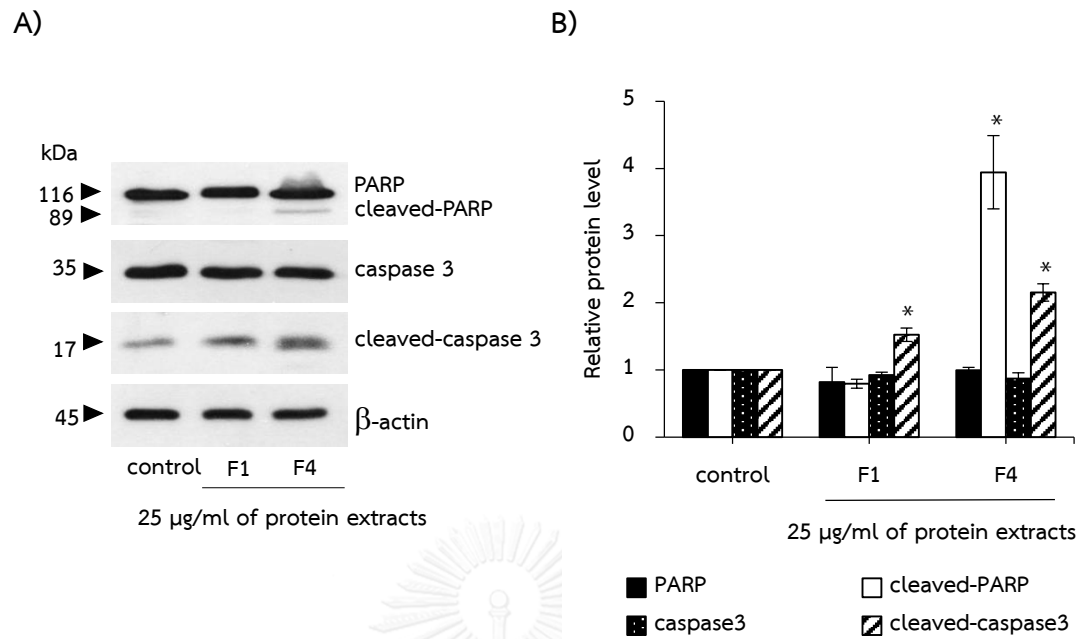 A)
kDa
116
89
PARP
cleaved-PARP
35
caspase 3
17
cleaved-caspase 3
45
β-actin
control F1 F4
25 µg/ml of protein extracts
B)
Relative protein level
5
4
3
2
1
0
*
*
*
control F1 F4
25 µg/ml of protein extracts
PARP cleaved-PARP
caspase3 cleaved-caspase3